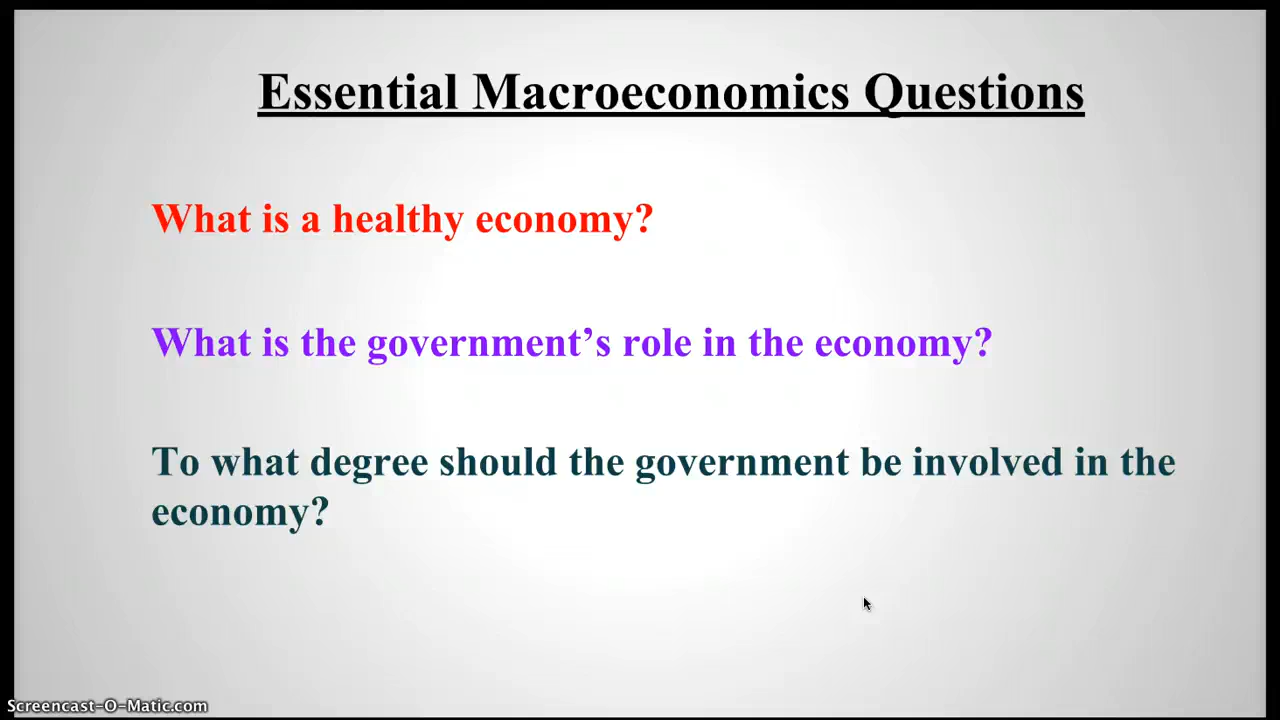 Essential Macroeconomics Questions
What is a healthy economy?
What is the government’s role in the economy?
To what degree should the government be involved in the
economy?
Screencast-O-Matic.com